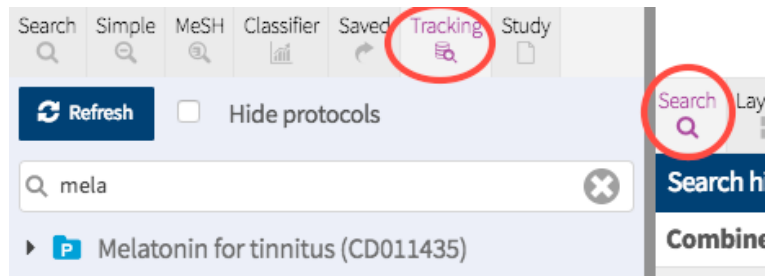 Search Simple MeSH Classifier Saved Tracking Study
Refresh Hide protocols
mela
P Melatonin for tinnitus (CD011435)
Search Lay
Search hi
Combine